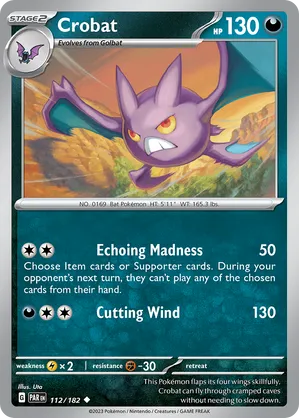 STAGE2 Crobat HP 130
Evolves from Golbat
NO. 0169 Bat Pokémon HT: 5'11" WT: 165.3 lbs.
Echoing Madness 50
Choose Item cards or Supporter cards. During your
opponent's next turn, they can't play any of the
chosen cards from their hand.
Cutting Wind 130
weakness ×2 resistance -30 retreat
Illus. Uta
G PAR EN 112/182
This Pokémon flaps its four wings skillfully.
Crobat can fly through cramped caves
without needing to slow down.
©2023 Pokémon / Nintendo / Creatures / GAME FREAK